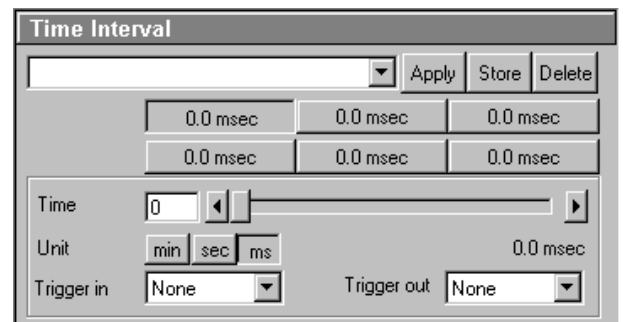 Time Interval
Apply Store Delete
0.0 msec 0.0 msec 0.0 msec
0.0 msec 0.0 msec 0.0 msec
Time 0
Unit min sec ms 0.0 msec
Trigger in None Trigger out None